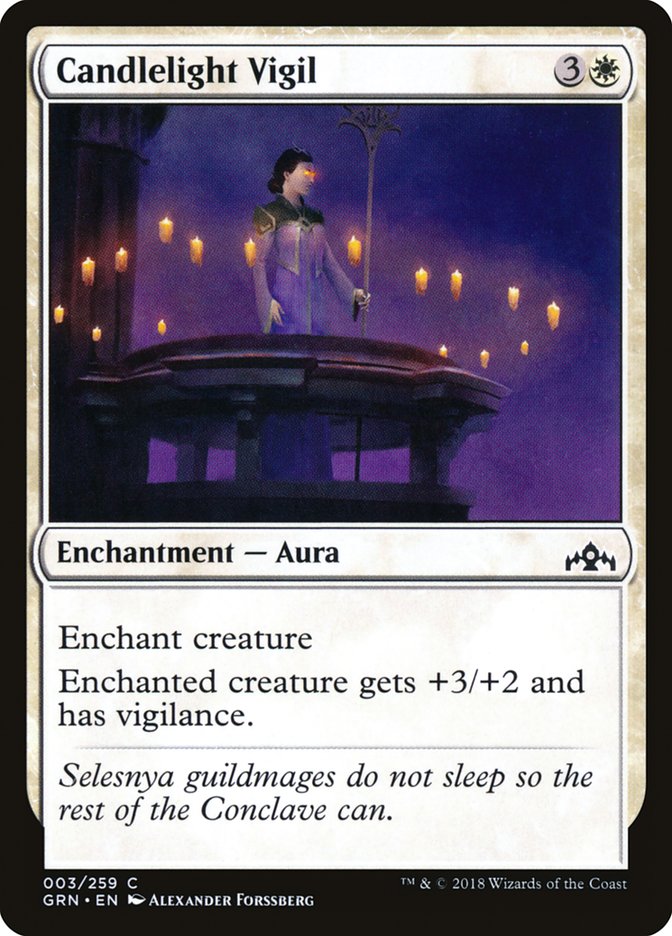 Candlelight Vigil 3
Enchantment — Aura
Enchant creature
Enchanted creature gets +3/+2 and
has vigilance.
Selesnya guildmages do not sleep so the
rest of the Conclave can.
003/259 C
GRN • EN Alexander Forssberg
™ & © 2018 Wizards of the Coast